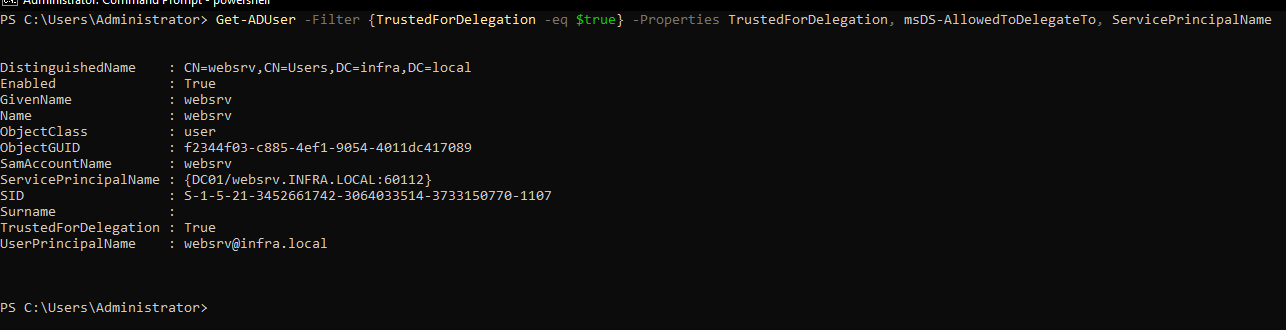 Administrator: Command Prompt - powershell
PS C:\Users\Administrator> Get-ADUser -Filter {TrustedForDelegation -eq $true} -Properties TrustedForDelegation, msDS-AllowedToDelegateTo, ServicePrincipalName
DistinguishedName    : CN=websrv,CN=Users,DC=infra,DC=local
Enabled              : True
GivenName            : websrv
Name                 : websrv
ObjectClass          : user
ObjectGUID           : f2344f03-c885-4ef1-9054-4011dc417089
SamAccountName       : websrv
ServicePrincipalName : {DC01/websrv.INFRA.LOCAL:60112}
SID                  : S-1-5-21-3452661742-3064033514-3733150770-1107
Surname              :
TrustedForDelegation : True
UserPrincipalName    : websrv@infra.local
PS C:\Users\Administrator>